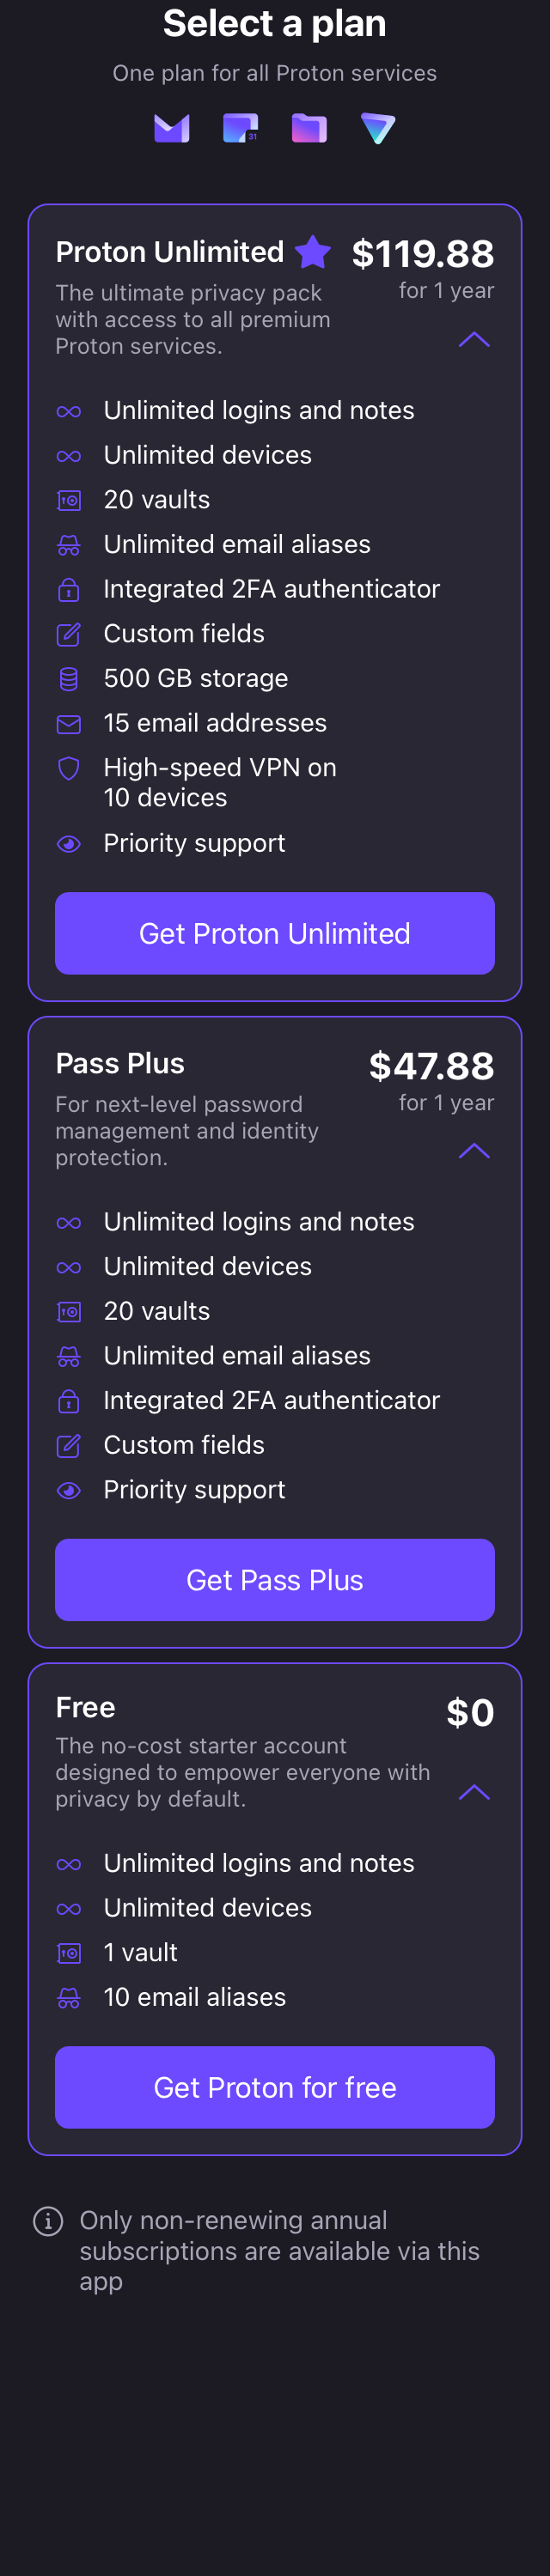 Select a plan
One plan for all Proton services
31
Proton Unlimited
$119.88
The ultimate privacy pack
for 1 year
with access to all premium
Proton services.
Unlimited logins and notes
Unlimited devices
20 vaults
Unlimited email aliases
Integrated 2FA authenticator
Custom fields
500 GB storage
15 email addresses
High-speed VPN on
10 devices
Priority support
Get Proton Unlimited
Pass Plus
$47.88
For next-level password
for 1 year
management and identity
protection.
Unlimited logins and notes
Unlimited devices
20 vaults
Unlimited email aliases
Integrated 2FA authenticator
Custom fields
Priority support
Get Pass Plus
Free
$0
The no-cost starter account
designed to empower everyone with
privacy by default.
Unlimited logins and notes
Unlimited devices
1 vault
10 email aliases
Get Proton for free
Only non-renewing annual
subscriptions are available via this
app